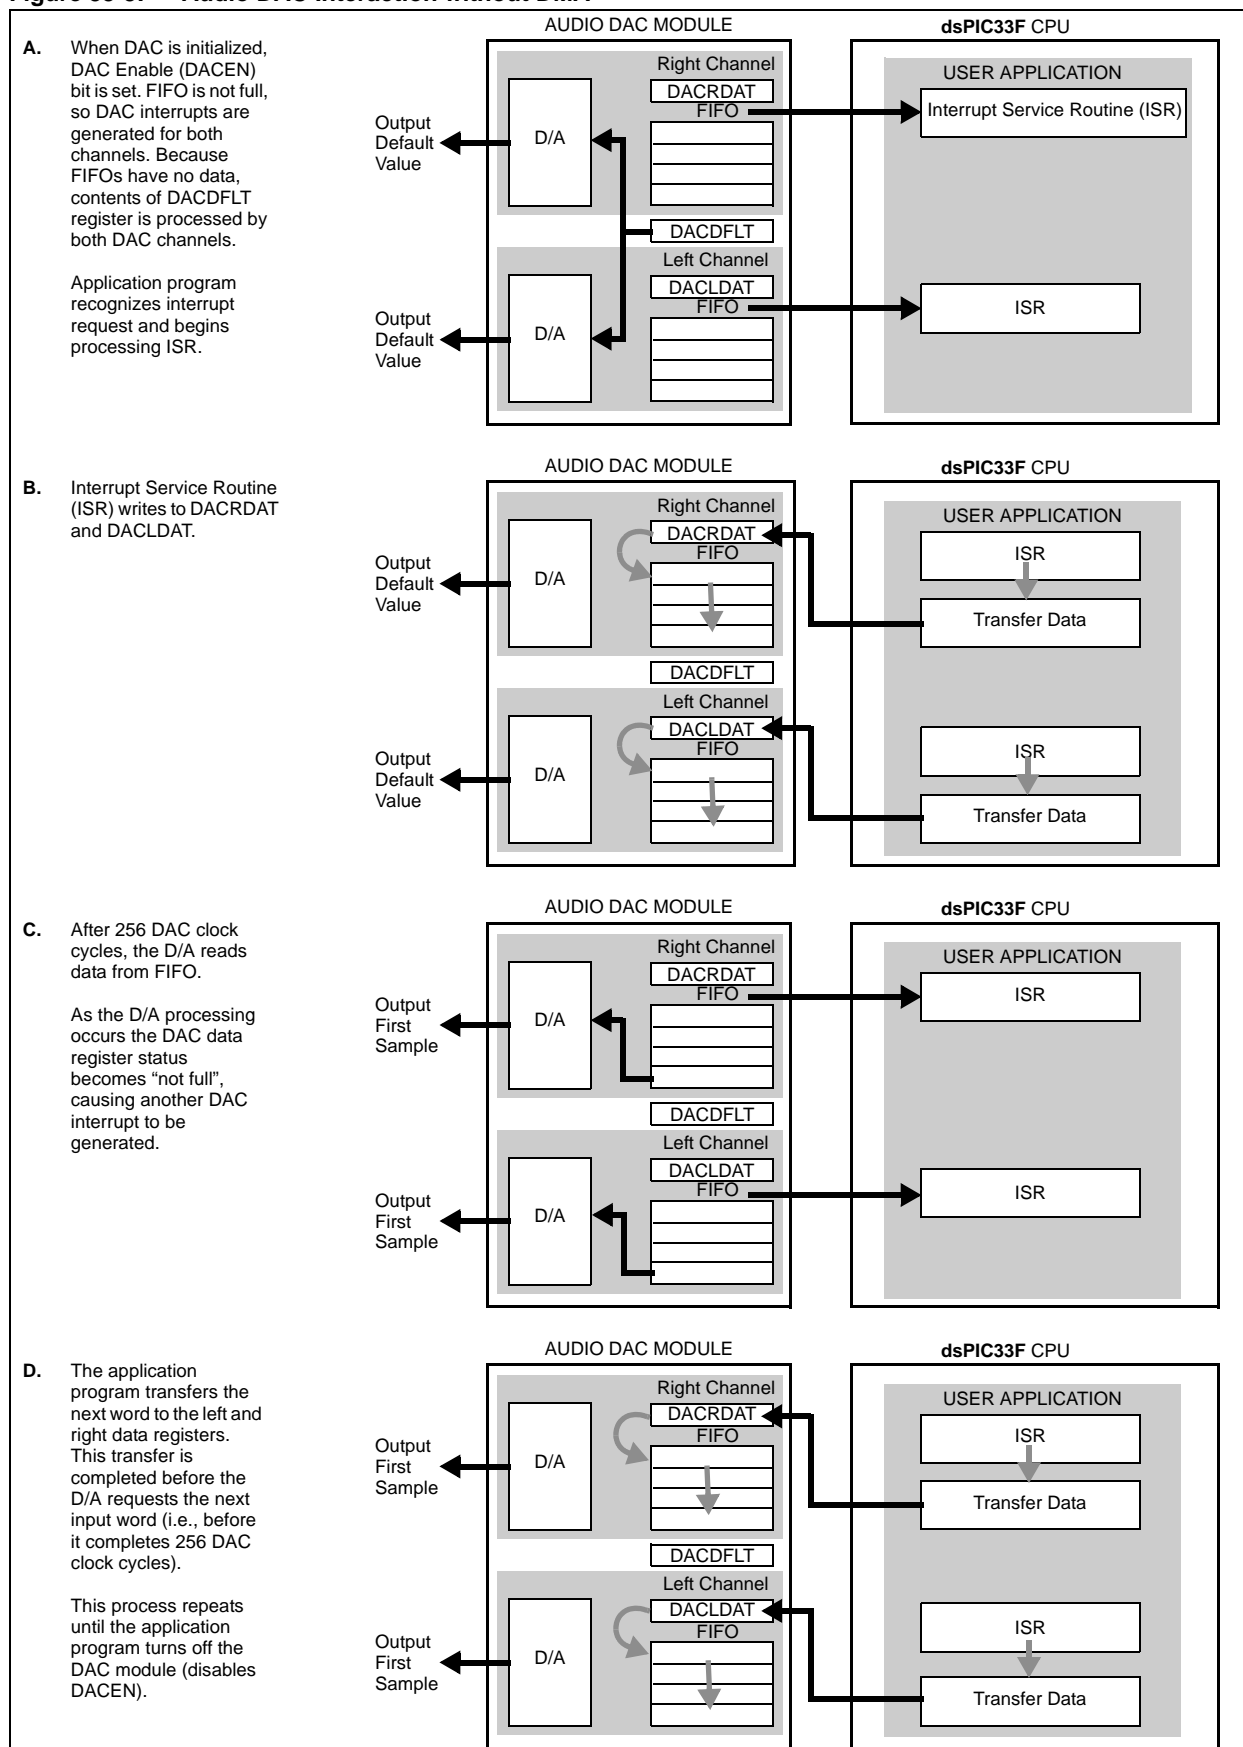 A. When DAC is initialized,
DAC Enable (DACEN)
bit is set. FIFO is not full,
so DAC interrupts are
generated for both
channels. Because
FIFOs have no data,
contents of DACDFLT
register is processed by
both DAC channels.
Application program
recognizes interrupt
request and begins
processing ISR.
AUDIO DAC MODULE
Right Channel
DACRDAT
FIFO
D/A
Output
Default
Value
DACDFLT
Left Channel
DACLDAT
FIFO
D/A
Output
Default
Value
dsPIC33F CPU
USER APPLICATION
Interrupt Service Routine (ISR)
ISR
B. Interrupt Service Routine
(ISR) writes to DACRDAT
and DACLDAT.
AUDIO DAC MODULE
Right Channel
DACRDAT
FIFO
D/A
Output
Default
Value
DACDFLT
Left Channel
DACLDAT
FIFO
D/A
Output
Default
Value
dsPIC33F CPU
USER APPLICATION
ISR
Transfer Data
ISR
Transfer Data
C. After 256 DAC clock
cycles, the D/A reads
data from FIFO.
As the D/A processing
occurs the DAC data
register status
becomes “not full”,
causing another DAC
interrupt to be
generated.
AUDIO DAC MODULE
Right Channel
DACRDAT
FIFO
D/A
Output
First
Sample
DACDFLT
Left Channel
DACLDAT
FIFO
D/A
Output
First
Sample
dsPIC33F CPU
USER APPLICATION
ISR
ISR
D. The application
program transfers the
next word to the left and
right data registers.
This transfer is
completed before the
D/A requests the next
input word (i.e., before
it completes 256 DAC
clock cycles).
This process repeats
until the application
program turns off the
DAC module (disables
DACEN).
AUDIO DAC MODULE
Right Channel
DACRDAT
FIFO
D/A
Output
First
Sample
DACDFLT
Left Channel
DACLDAT
FIFO
D/A
Output
First
Sample
dsPIC33F CPU
USER APPLICATION
ISR
Transfer Data
ISR
Transfer Data